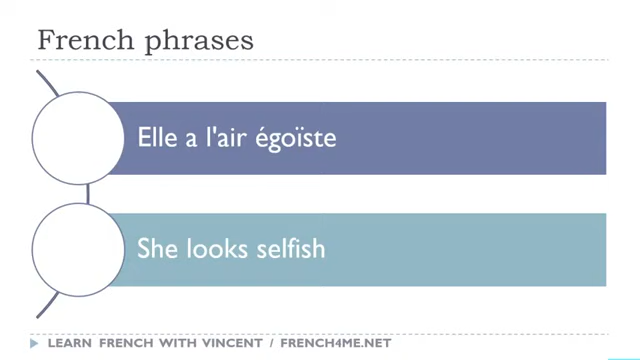 French phrases
Elle a l'air égoïste
She looks selfish
LEARN FRENCH WITH VINCENT / FRENCH4ME.NET